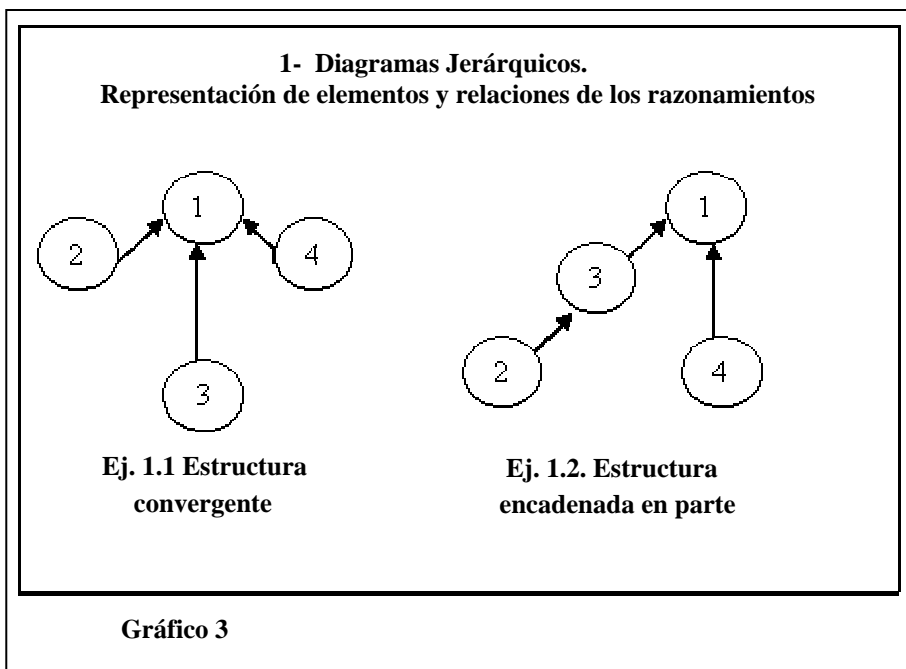 1- Diagramas Jerárquicos.
Representación de elementos y relaciones de los razonamientos
1
2
4
3
Ej. 1.1 Estructura
convergente
1
3
2
4
Ej. 1.2. Estructura
encadenada en parte
Gráfico 3